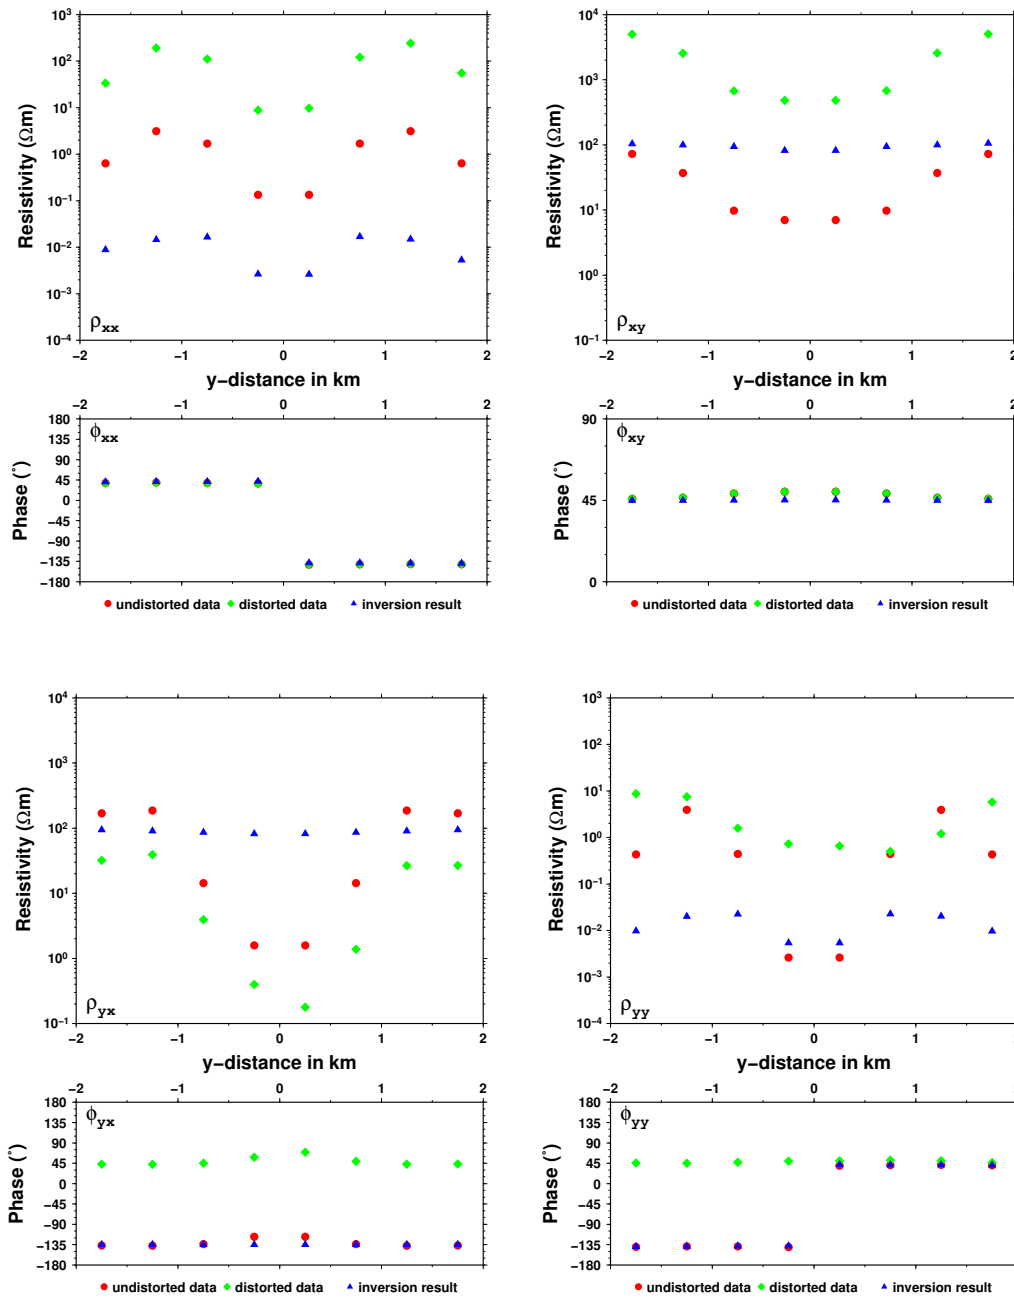 10³ 10² 10¹ 10⁰ 10⁻¹ 10⁻² 10⁻³ 10⁻⁴
Resistivity (Ωm)
ρxx
−2 −1 0 1 2
y−distance in km
−2 −1 0 1 2
180 135 90 45 0 −45 −90 −135 −180
Phase (°)
ϕxx
undistorted data distorted data inversion result
10⁴ 10³ 10² 10¹ 10⁰ 10⁻¹
Resistivity (Ωm)
ρxy
−2 −1 0 1 2
y−distance in km
−2 −1 0 1 2
90 45 0
Phase (°)
ϕxy
undistorted data distorted data inversion result
10⁴ 10³ 10² 10¹ 10⁰ 10⁻¹
Resistivity (Ωm)
ρyx
−2 −1 0 1 2
y−distance in km
−2 −1 0 1 2
180 135 90 45 0 −45 −90 −135 −180
Phase (°)
ϕyx
undistorted data distorted data inversion result
10³ 10² 10¹ 10⁰ 10⁻¹ 10⁻² 10⁻³ 10⁻⁴
Resistivity (Ωm)
ρyy
−2 −1 0 1 2
y−distance in km
−2 −1 0 1 2
180 135 90 45 0 −45 −90 −135 −180
Phase (°)
ϕyy
undistorted data distorted data inversion result